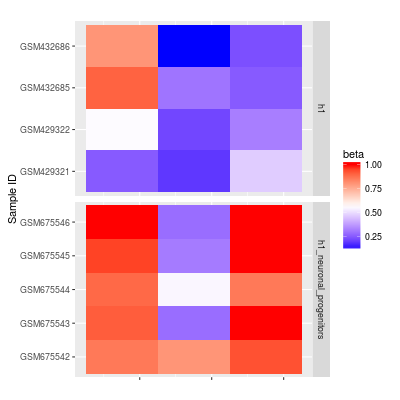 GSM432686
GSM432685
GSM429322
GSM429321
h1
GSM675546
GSM675545
GSM675544
GSM675543
GSM675542
h1_neuronal_progenitors
Sample ID
beta
1.00
0.75
0.50
0.25